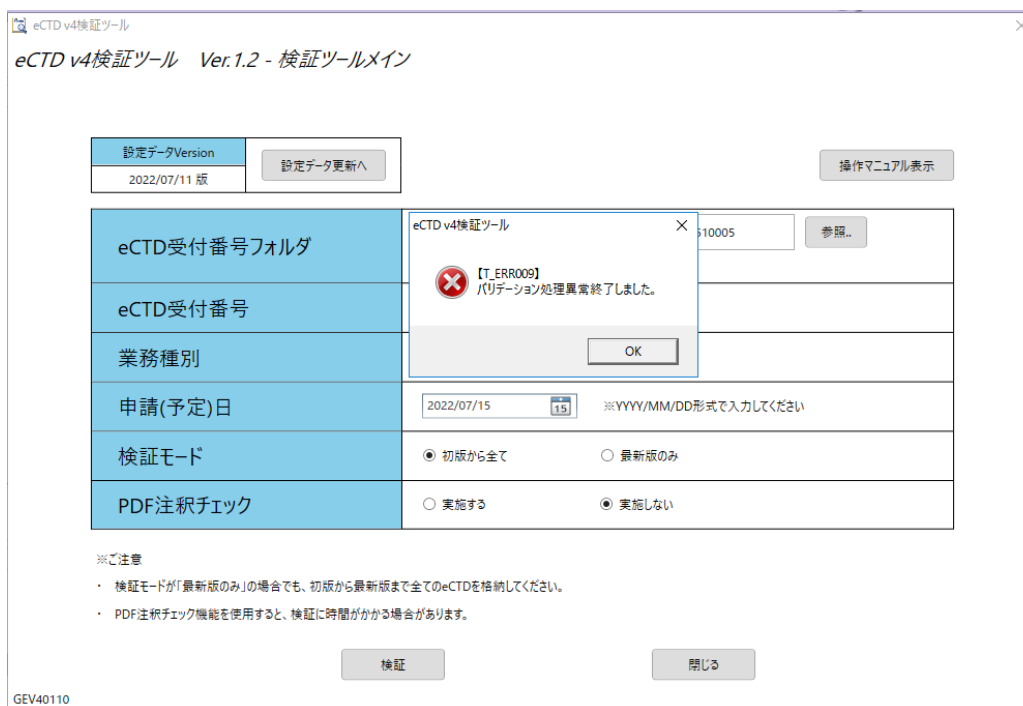 eCTD v4検証ツール
eCTD v4検証ツール Ver.1.2 - 検証ツールメイン
設定データVersion
2022/07/11 版
設定データ更新へ
操作マニュアル表示
eCTD受付番号フォルダ
510005
参照..
eCTD v4検証ツール
【T_ERR009】
バリデーション処理異常終了しました。
OK
eCTD受付番号
業務種別
申請(予定)日
2022/07/15
15
※YYYY/MM/DD形式で入力してください
検証モード
初版から全て
最新版のみ
PDF注釈チェック
実施する
実施しない
※ご注意
・ 検証モードが「最新版のみ」の場合でも、初版から最新版まで全てのeCTDを格納してください。
・ PDF注釈チェック機能を使用すると、検証に時間がかかる場合があります。
検証
閉じる
GEV40110